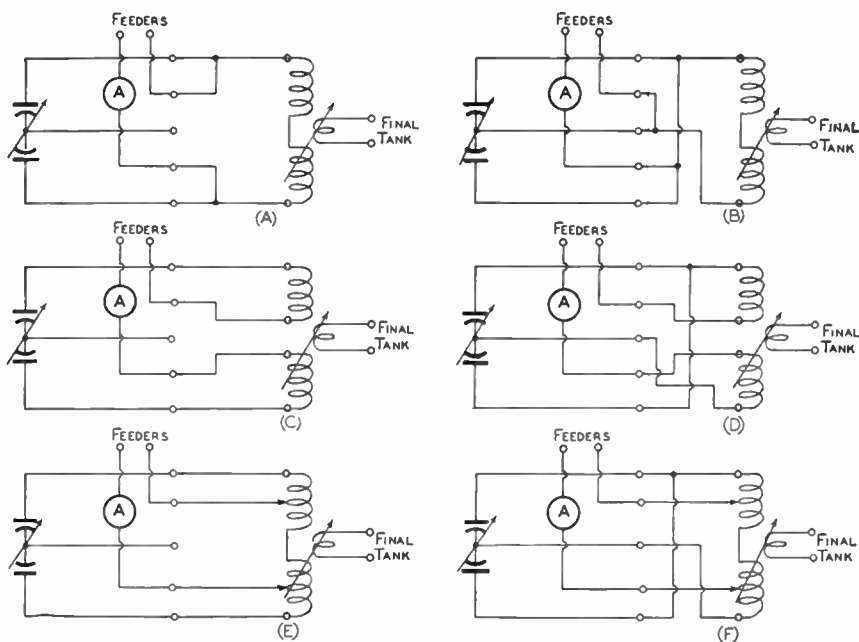 FEEDERS
A
FINAL
TANK
(A)
FEEDERS
A
FINAL
TANK
(B)
FEEDERS
A
FINAL
TANK
(C)
FEEDERS
A
FINAL
TANK
(D)
FEEDERS
A
FINAL
TANK
(E)
FEEDERS
A
FINAL
TANK
(F)